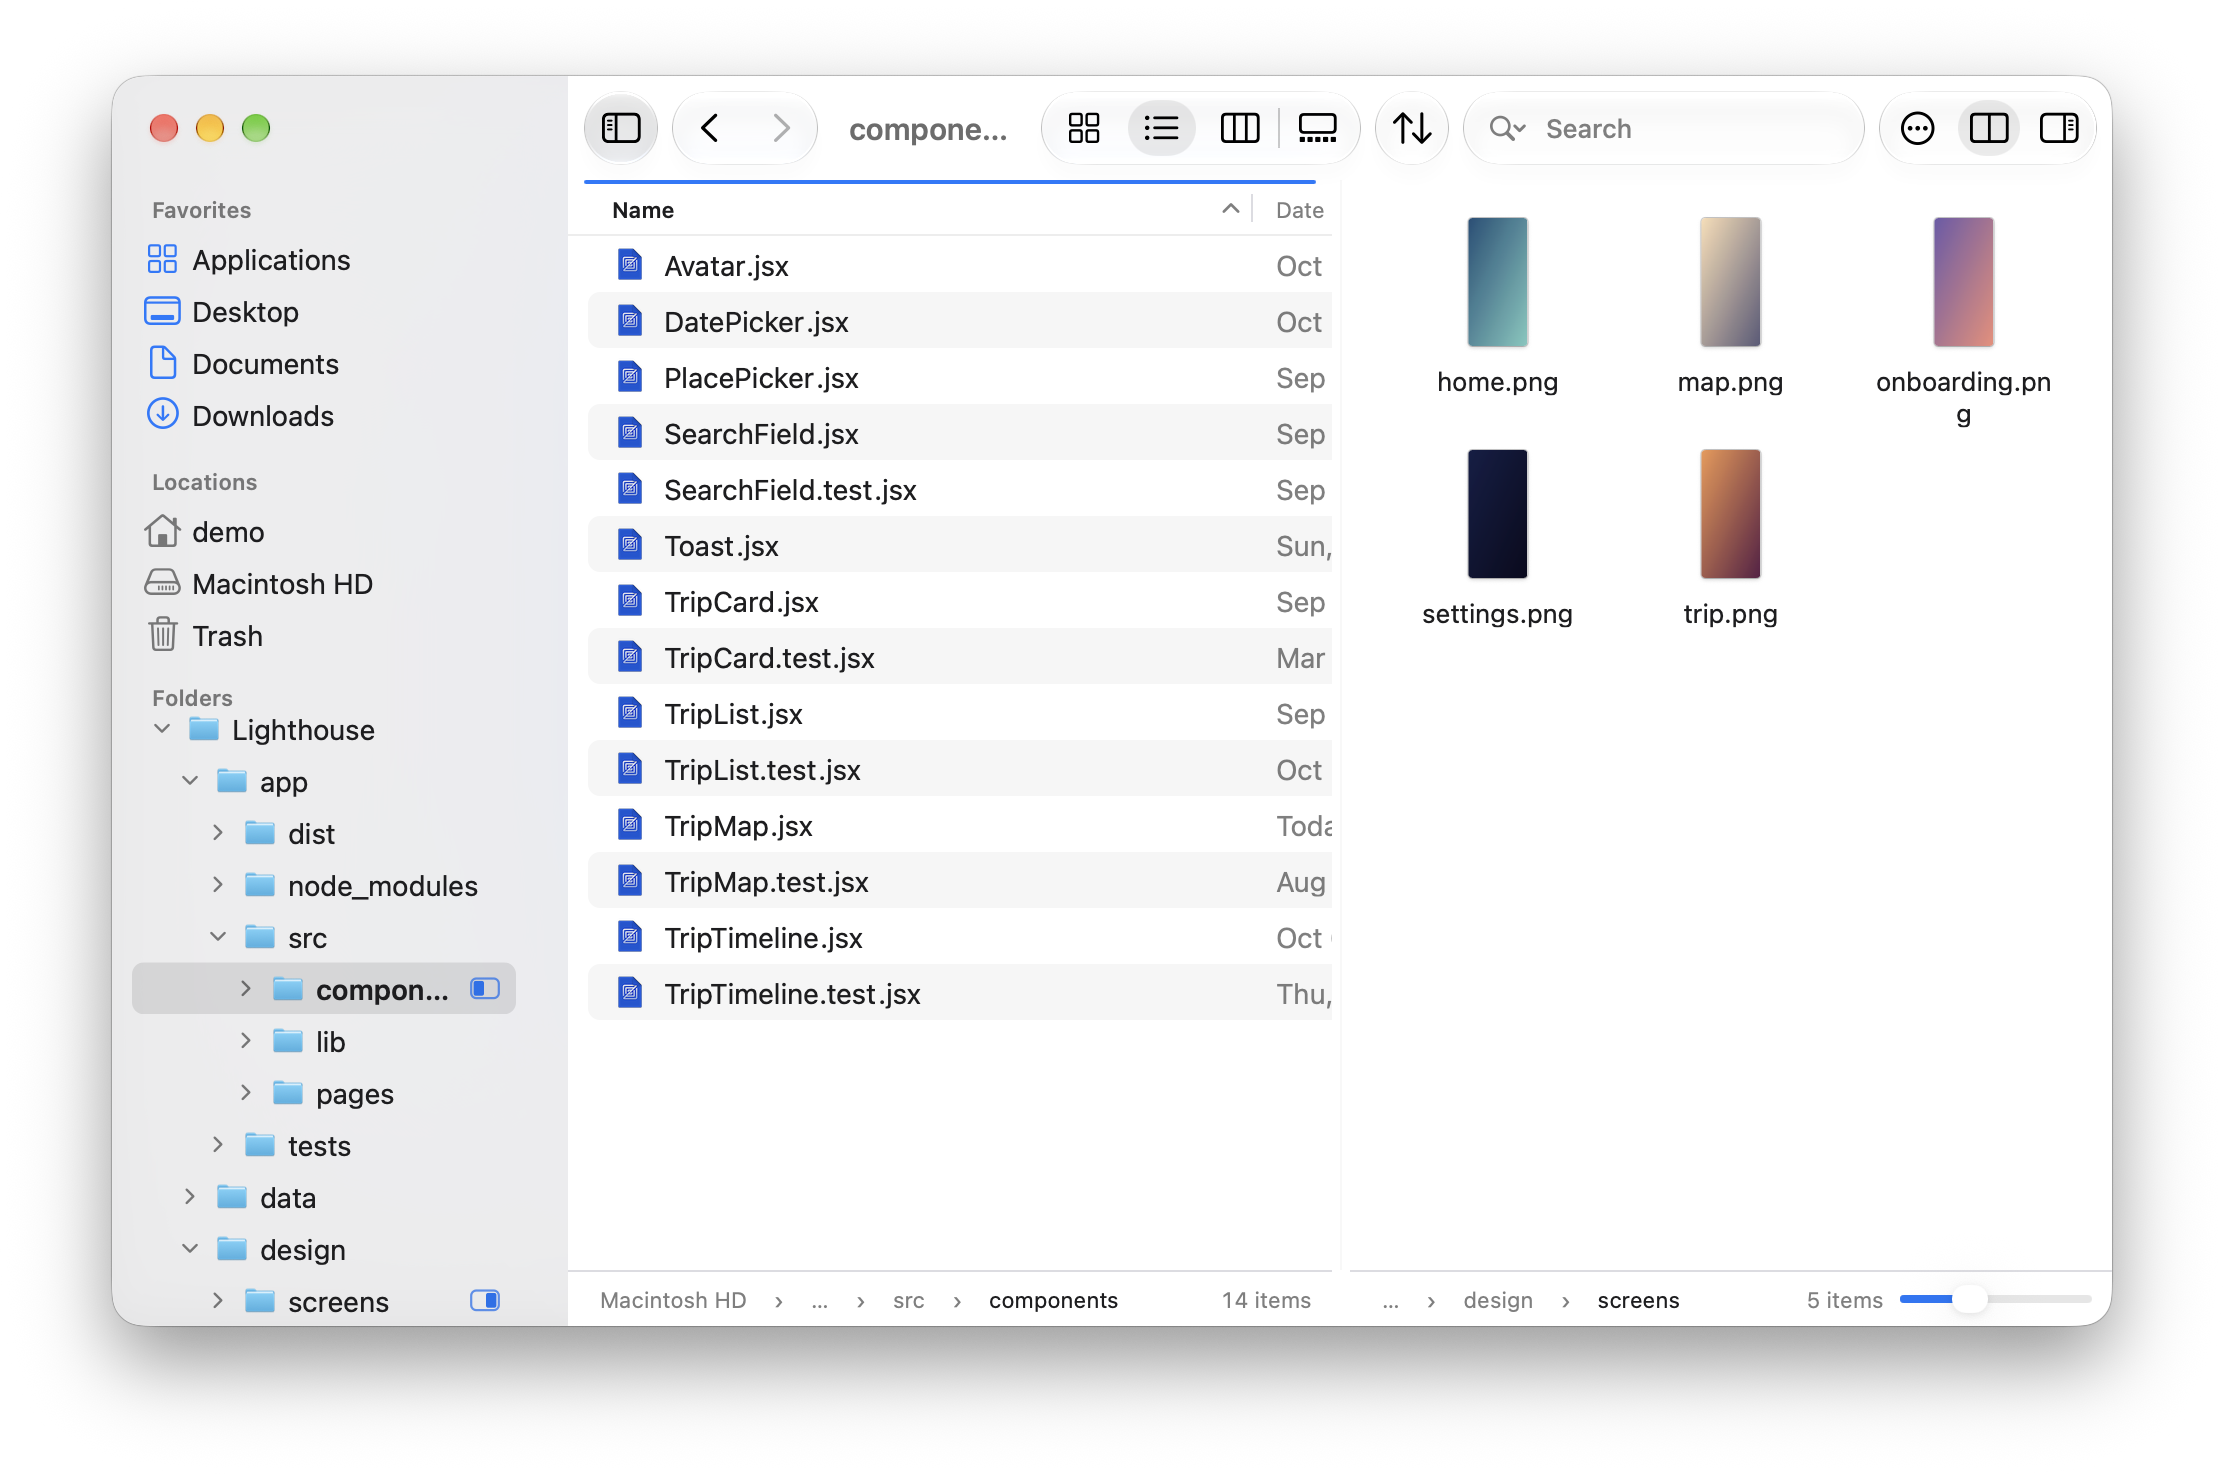 compone...
Search
Favorites
Applications
Desktop
Documents
Downloads
Locations
demo
Macintosh HD
Trash
Folders
Lighthouse
app
dist
node_modules
src
compon...
lib
pages
tests
data
design
screens
Name
Date
Avatar.jsx
Oct
DatePicker.jsx
Oct
PlacePicker.jsx
Sep
SearchField.jsx
Sep
SearchField.test.jsx
Sep
Toast.jsx
Sun,
TripCard.jsx
Sep
TripCard.test.jsx
Mar
TripList.jsx
Sep
TripList.test.jsx
Oct
TripMap.jsx
Toda
TripMap.test.jsx
Aug
TripTimeline.jsx
Oct
TripTimeline.test.jsx
Thu,
Macintosh HD › ... › src › components
14 items
home.png
map.png
onboarding.pn
g
settings.png
trip.png
... › design › screens
5 items